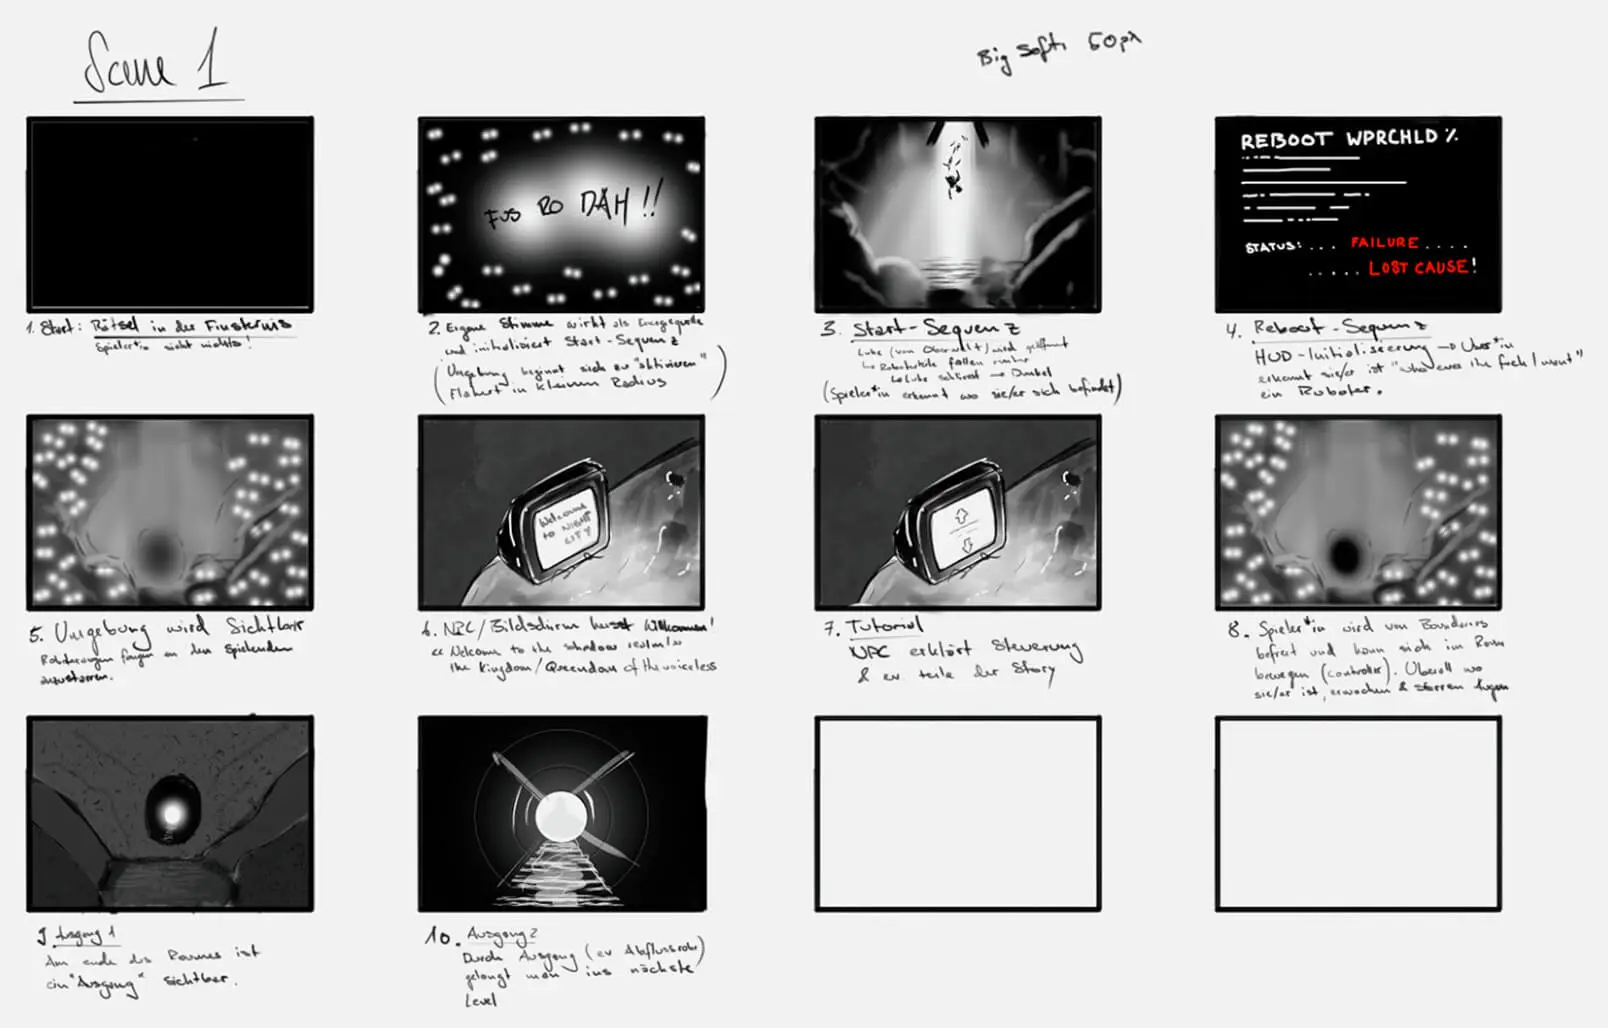 Scene 1
Big Soft 50px
FUS RO DAH!!
REBOOT WPRCHLD %
STATUS: ... FAILURE ....
..... LOST CAUSE!
1. Start: Rätsel in der Finsternis
Spieler*in sieht nichts!
2. Eigene Stimme wirkt als Energiequelle
und initialisiert Start-Sequenz
(Umgebung beginnt sich zu "aktivieren"
Flackert in kleinem Radius)
3. Start-Sequenz
Luke (von Oberwelt) wird geöffnet
↳ Roboterteile fallen runter
↳ Luke schliesst → Dunkel
(Spieler*in erkennt wo sie/er sich befindet)
4. Reboot-Sequenz
HUD-Initialisierung → User*in
erkennt sie/er ist "who ever the fuck I want"
ein Roboter.
Welcome
to NIGHT
CITY
5. Umgebung wird Sichtbar
fangen an den spielenden
anzustarren.
6. NPC/Bildschirm heisst Willkommen!
"Welcome to the shadow realm"
the Kingdom/Queendom of the voiceless
7. Tutorial
NPC erklärt Steuerung
& ev teile der Story
8. Spieler*in wird von Boundaries
befreit und kann sich im Raum
bewegen (controller). Überall wo
sie/er ist, erwachen & starren Augen
9. Ausgang 1
Am ende des Raumes ist
ein "Ausgang" sichtbar.
10. Ausgang 2
Durch Ausgang (ev Abflussrohr)
gelangt man ins nächste
Level